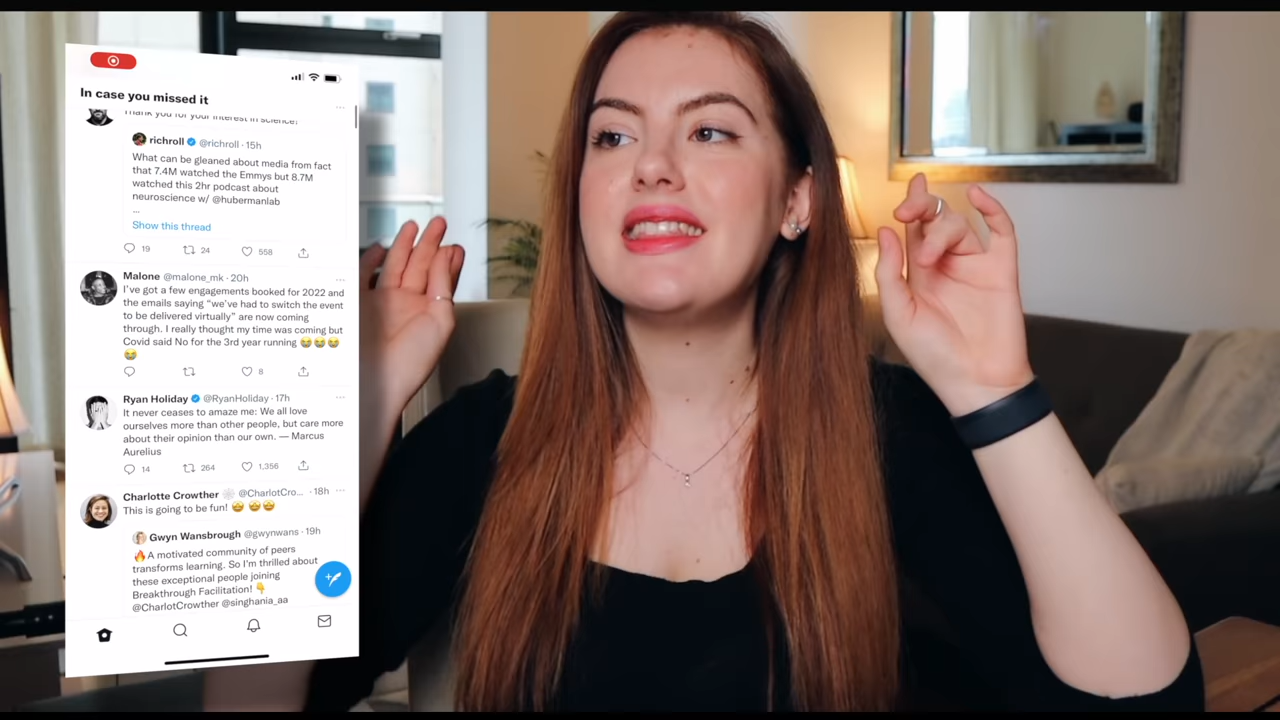 In case you missed it
Thank you for your interest in science!
richroll @richroll · 15h
What can be gleaned about media from fact
that 7.4M watched the Emmys but 8.7M
watched this 2hr podcast about
neuroscience w/ @hubermanlab
...
Show this thread
19 24 558
Malone @malone_mk · 20h
I've got a few engagements booked for 2022 and
the emails saying "we've had to switch the event
to be delivered virtually" are now coming
through. I really thought my time was coming but
Covid said No for the 3rd year running 😂😂😂
😂
8
Ryan Holiday @RyanHoliday · 17h
It never ceases to amaze me: We all love
ourselves more than other people, but care more
about their opinion than our own. — Marcus
Aurelius
14 264 1,356
Charlotte Crowther @CharlotCro... · 18h
This is going to be fun! 🤩 🤩🤩
Gwyn Wansbrough @gwynwans · 19h
🔥A motivated community of peers
transforms learning. So I'm thrilled about
these exceptional people joining
Breakthrough Facilitation! 👇
@CharlotCrowther @singhania_aa